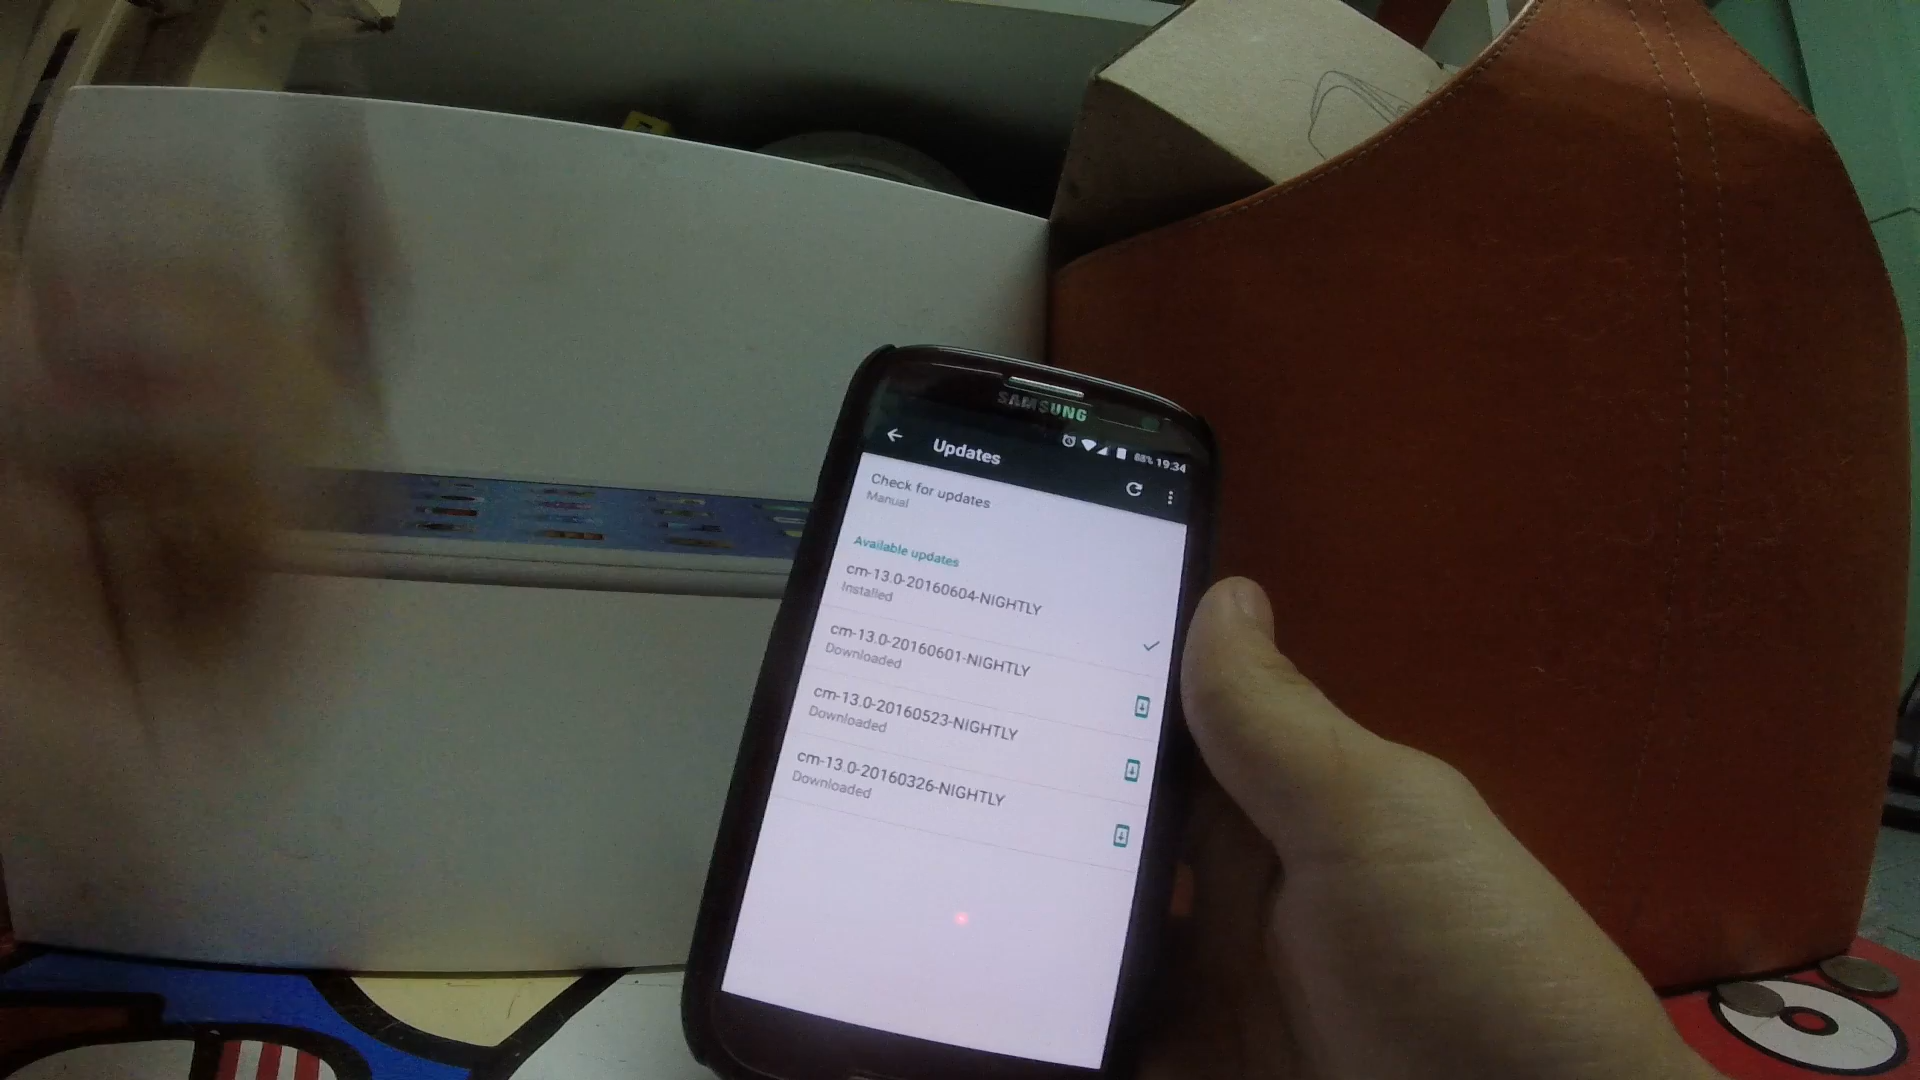 SAMSUNG
68% 19:34
Updates
Check for updates
Manual
Available updates
cm-13.0-20160604-NIGHTLY
Installed
cm-13.0-20160601-NIGHTLY
Downloaded
cm-13.0-20160523-NIGHTLY
Downloaded
cm-13.0-20160326-NIGHTLY
Downloaded